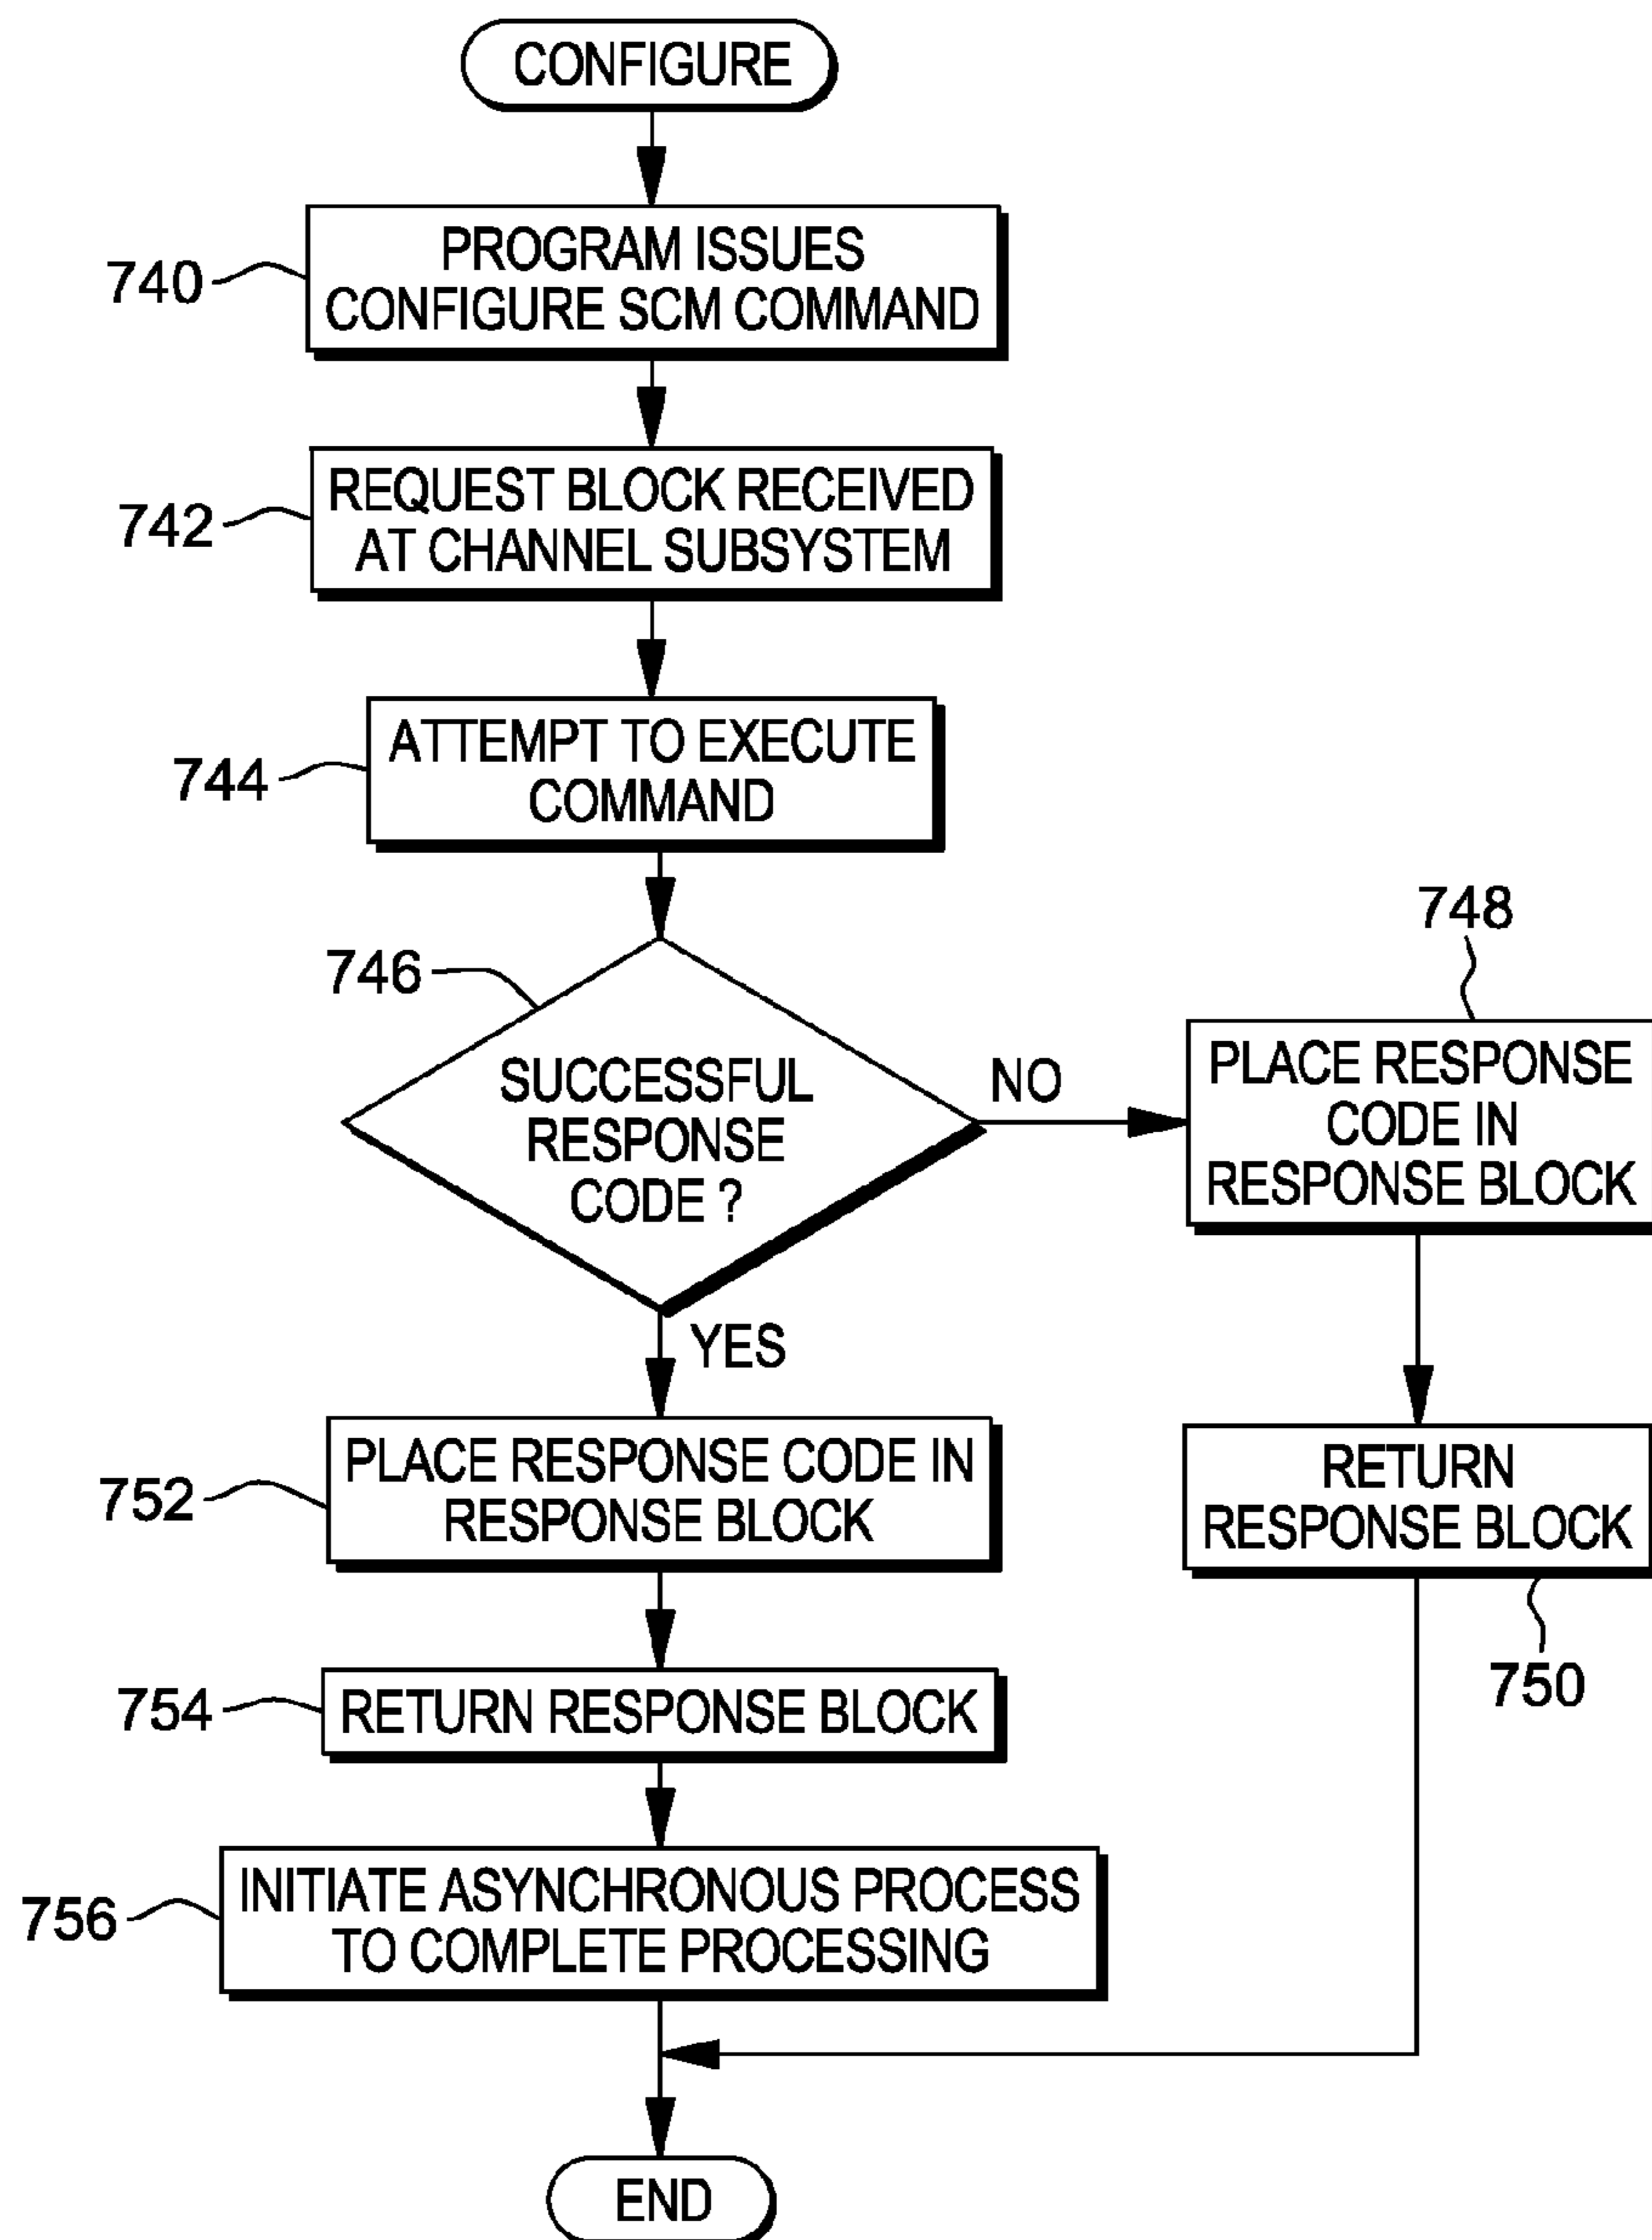 CONFIGURE
740
PROGRAM ISSUES
CONFIGURE SCM COMMAND
742
REQUEST BLOCK RECEIVED
AT CHANNEL SUBSYSTEM
744
ATTEMPT TO EXECUTE
COMMAND
746
SUCCESSFUL
RESPONSE
CODE ?
NO
748
PLACE RESPONSE
CODE IN
RESPONSE BLOCK
RETURN
RESPONSE BLOCK
750
YES
752
PLACE RESPONSE CODE IN
RESPONSE BLOCK
754
RETURN RESPONSE BLOCK
756
INITIATE ASYNCHRONOUS PROCESS
TO COMPLETE PROCESSING
END